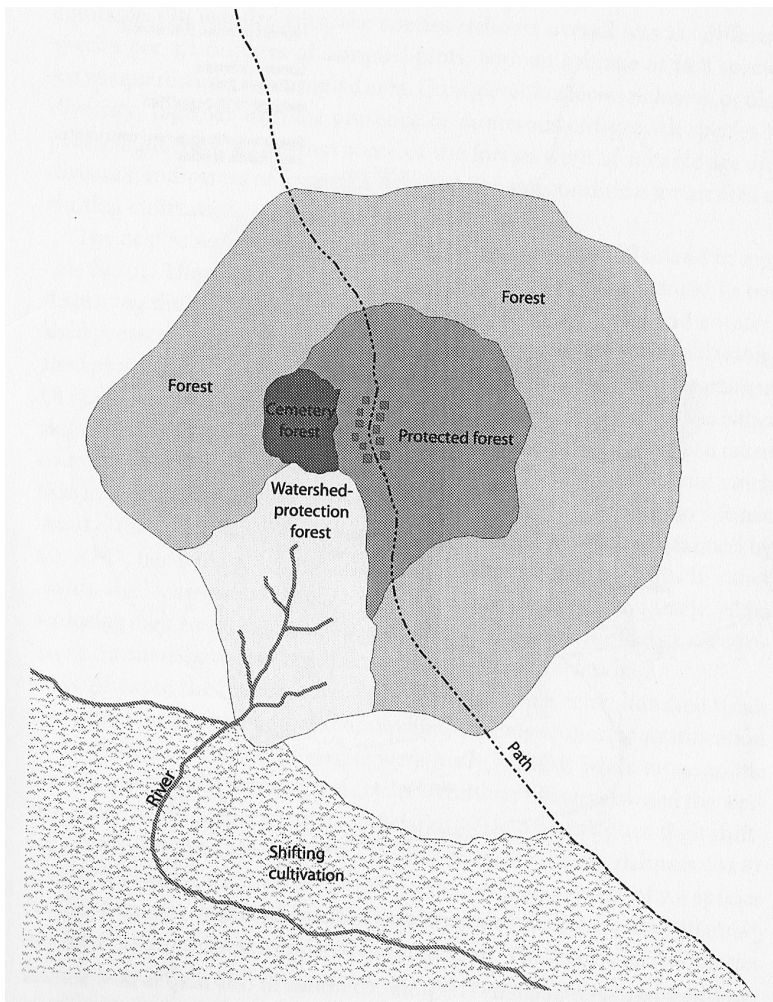 Forest
Forest
Cemetery
forest
Protected forest
Watershed-
protection
forest
Path
River
Shifting
cultivation